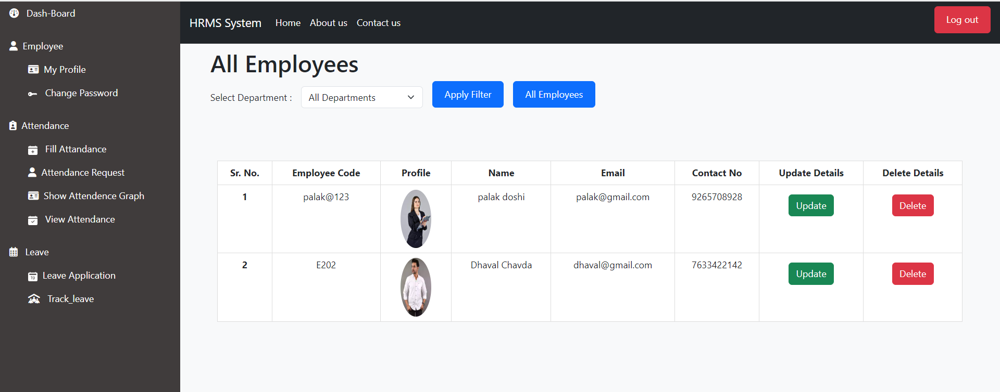 Dash-Board
Employee
My Profile
Change Password
Attendance
Fill Attandance
Attendance Request
Show Attendence Graph
View Attendance
Leave
19
Leave Application
Track_leave
HRMS System Home About us Contact us Log out
All Employees
Select Department : All Departments Apply Filter All Employees
Sr. No. Employee Code Profile Name Email Contact No Update Details Delete Details
1 palak@123 palak doshi palak@gmail.com 9265708928 Update Delete
2 E202 Dhaval Chavda dhaval@gmail.com 7633422142 Update Delete